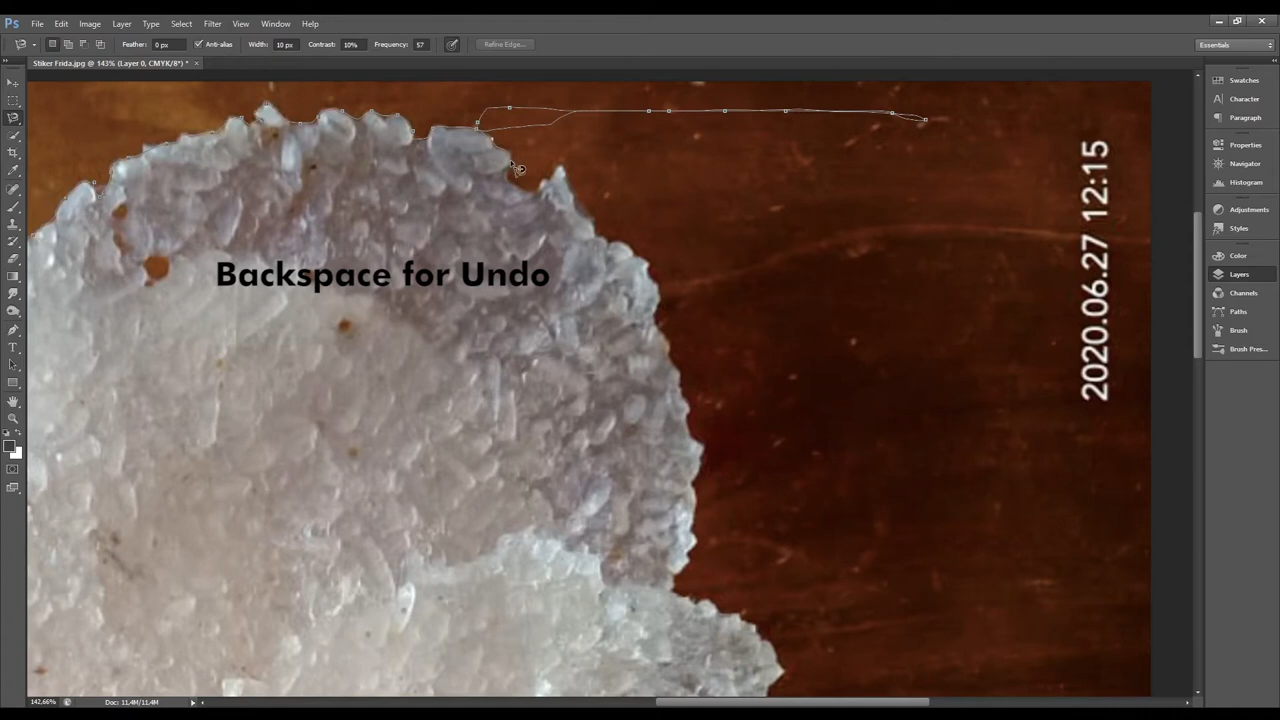 Ps File Edit Image Layer Type Select Filter View Window Help
Feather: 0 px Anti-alias Width: 10 px Contrast: 10% Frequency: 57 Refine Edge... Essentials
Stiker Frida.jpg @ 143% (Layer 0, CMYK/8*) * ×
Swatches
Character
Paragraph
Properties
Navigator
Histogram
Adjustments
Styles
Color
Layers
Channels
Paths
Brush
Brush Pres...
2020.06.27 12:15
Backspace for Undo
142,66% Doc: 11,4M/11,4M